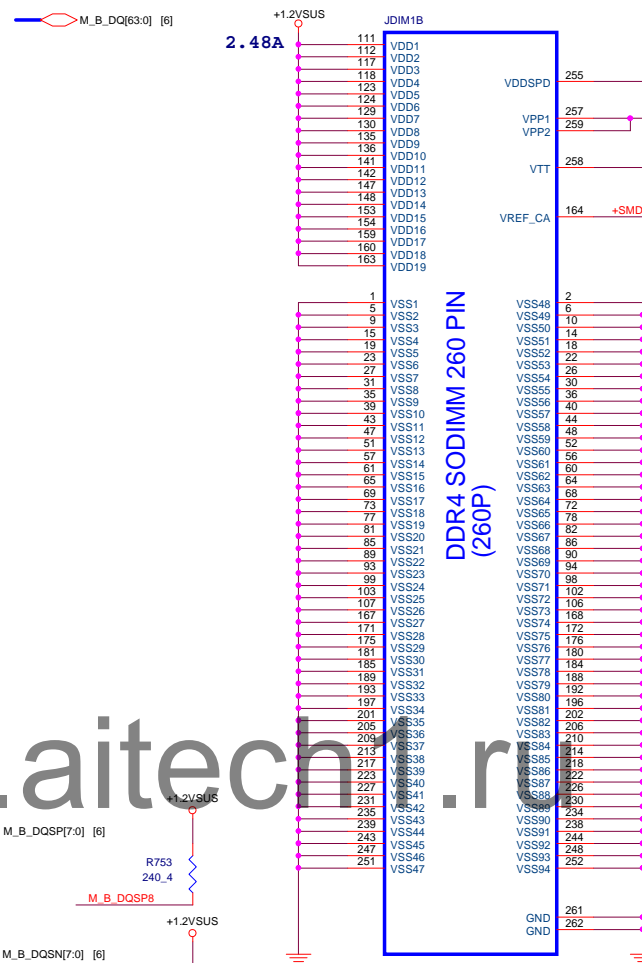 M_B_DQ[63:0] [6]
+1.2VSUS
2.48A
JDIM1B
111 VDD1
112 VDD2
117 VDD3
118 VDD4
123 VDD5
124 VDD6
129 VDD7
130 VDD8
135 VDD9
136 VDD10
141 VDD11
142 VDD12
147 VDD13
148 VDD14
153 VDD15
154 VDD16
159 VDD17
160 VDD18
163 VDD19
VDDSPD 255
VPP1 257
VPP2 259
VTT 258
VREF_CA 164 +SMD
DDR4 SODIMM 260 PIN
(260P)
1 VSS1 VSS48 2
5 VSS2 VSS49 6
9 VSS3 VSS50 10
15 VSS4 VSS51 14
19 VSS5 VSS52 18
23 VSS6 VSS53 22
27 VSS7 VSS54 26
31 VSS8 VSS55 30
35 VSS9 VSS56 36
39 VSS10 VSS57 40
43 VSS11 VSS58 44
47 VSS12 VSS59 48
51 VSS13 VSS60 52
57 VSS14 VSS61 56
61 VSS15 VSS62 60
65 VSS16 VSS63 64
69 VSS17 VSS64 68
73 VSS18 VSS65 72
77 VSS19 VSS66 78
81 VSS20 VSS67 82
85 VSS21 VSS68 86
89 VSS22 VSS69 90
93 VSS23 VSS70 94
99 VSS24 VSS71 98
103 VSS25 VSS72 102
107 VSS26 VSS73 106
167 VSS27 VSS74 168
171 VSS28 VSS75 172
175 VSS29 VSS76 176
181 VSS30 VSS77 180
185 VSS31 VSS78 184
189 VSS32 VSS79 188
193 VSS33 VSS80 192
197 VSS34 VSS81 196
201 VSS35 VSS82 202
205 VSS36 VSS83 206
209 VSS37 VSS84 210
213 VSS38 VSS85 214
217 VSS39 VSS86 218
223 VSS40 VSS87 222
227 VSS41 VSS88 226
231 VSS42 VSS89 230
235 VSS43 VSS90 234
239 VSS44 VSS91 238
243 VSS45 VSS92 244
247 VSS46 VSS93 248
251 VSS47 VSS94 252
GND 261
GND 262
.aitech1.ru
+1.2VSUS
M_B_DQSP[7:0] [6]
R753
240_4
M_B_DQSP8
+1.2VSUS
M_B_DQSN[7:0] [6]